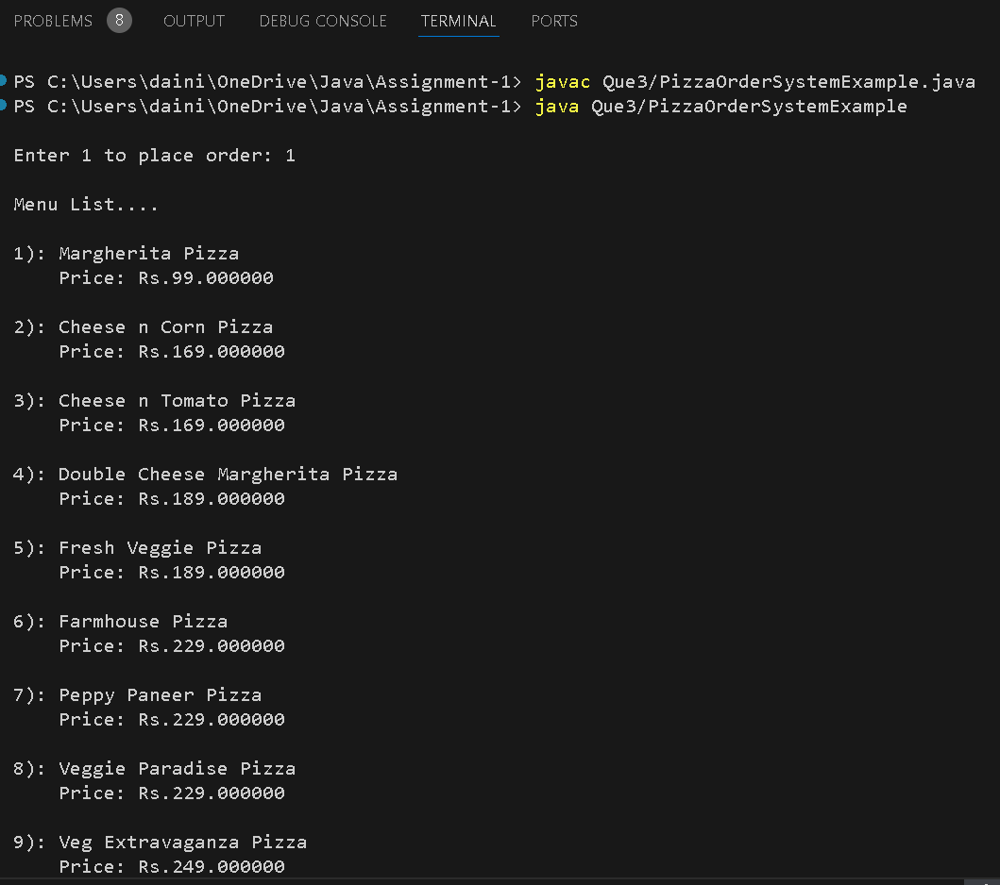 PROBLEMS 8 OUTPUT DEBUG CONSOLE TERMINAL PORTS
PS C:\Users\daini\OneDrive\Java\Assignment-1> javac Que3/PizzaOrderSystemExample.java
PS C:\Users\daini\OneDrive\Java\Assignment-1> java Que3/PizzaOrderSystemExample
Enter 1 to place order: 1
Menu List....
1): Margherita Pizza
Price: Rs.99.000000
2): Cheese n Corn Pizza
Price: Rs.169.000000
3): Cheese n Tomato Pizza
Price: Rs.169.000000
4): Double Cheese Margherita Pizza
Price: Rs.189.000000
5): Fresh Veggie Pizza
Price: Rs.189.000000
6): Farmhouse Pizza
Price: Rs.229.000000
7): Peppy Paneer Pizza
Price: Rs.229.000000
8): Veggie Paradise Pizza
Price: Rs.229.000000
9): Veg Extravaganza Pizza
Price: Rs.249.000000